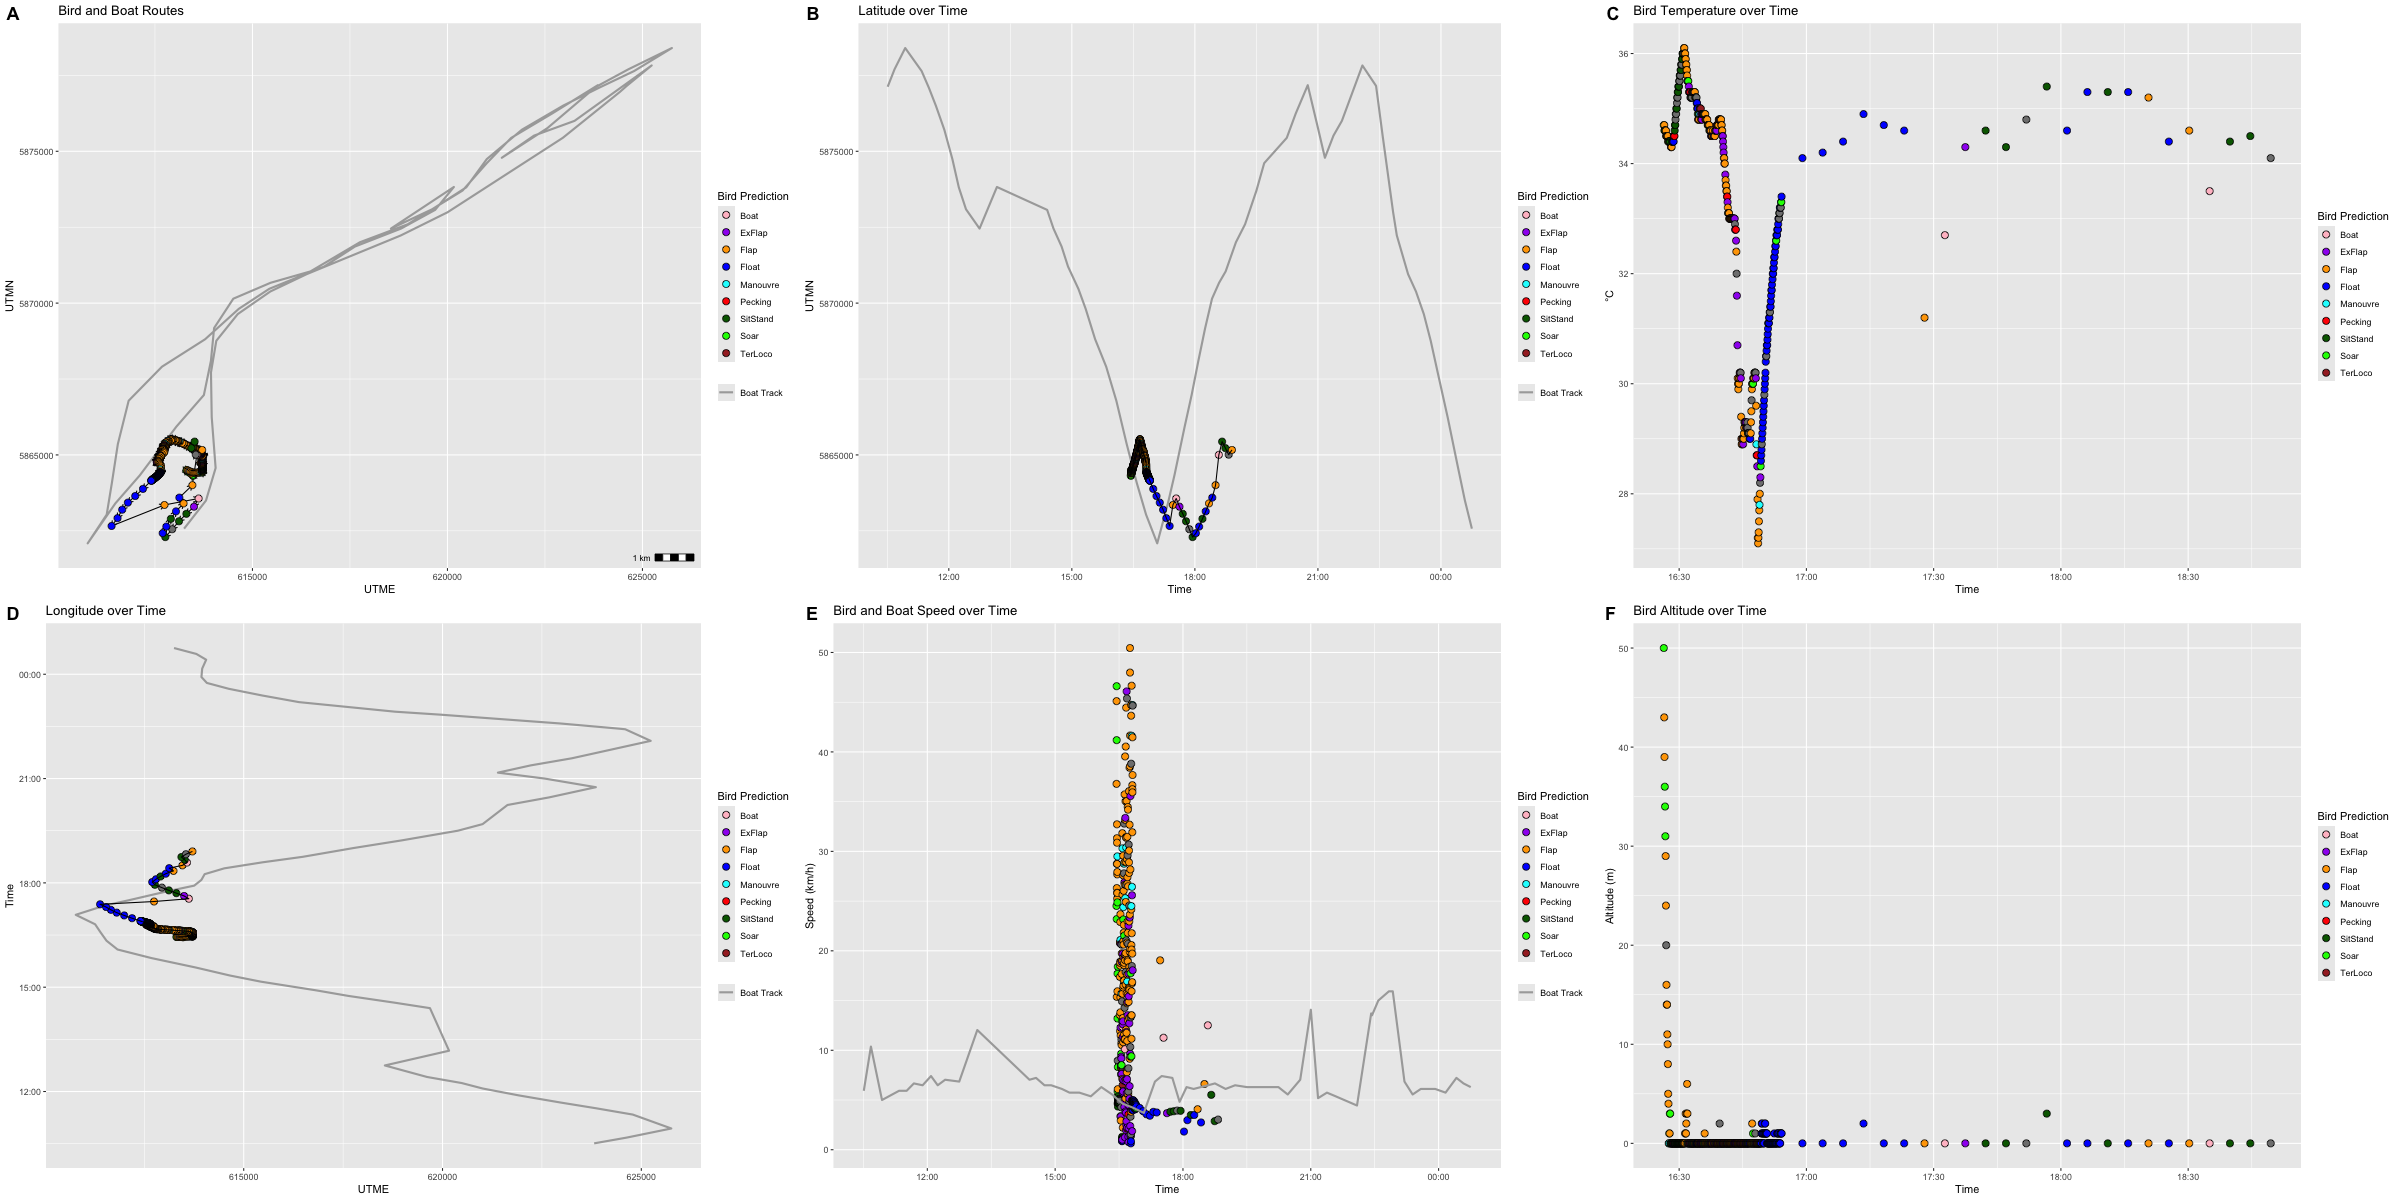 A Bird and Boat Routes
5875000
5870000
5865000
UTMN
615000
620000
625000
UTME
1 km
Bird Prediction
Boat
ExFlap
Flap
Float
Manouvre
Pecking
SitStand
Soar
TerLoco
Boat Track
B Latitude over Time
5875000
5870000
5865000
UTMN
12:00
15:00
18:00
21:00
00:00
Time
Bird Prediction
Boat
ExFlap
Flap
Float
Manouvre
Pecking
SitStand
Soar
TerLoco
Boat Track
C Bird Temperature over Time
36
34
32
30
28
°C
16:30
17:00
17:30
18:00
18:30
Time
Bird Prediction
Boat
ExFlap
Flap
Float
Manouvre
Pecking
SitStand
Soar
TerLoco
D Longitude over Time
00:00
21:00
18:00
15:00
12:00
Time
615000
620000
625000
UTME
Bird Prediction
Boat
ExFlap
Flap
Float
Manouvre
Pecking
SitStand
Soar
TerLoco
Boat Track
E Bird and Boat Speed over Time
50
40
30
20
10
0
Speed (km/h)
12:00
15:00
18:00
21:00
00:00
Time
Bird Prediction
Boat
ExFlap
Flap
Float
Manouvre
Pecking
SitStand
Soar
TerLoco
Boat Track
F Bird Altitude over Time
50
40
30
20
10
0
Altitude (m)
16:30
17:00
17:30
18:00
18:30
Time
Bird Prediction
Boat
ExFlap
Flap
Float
Manouvre
Pecking
SitStand
Soar
TerLoco